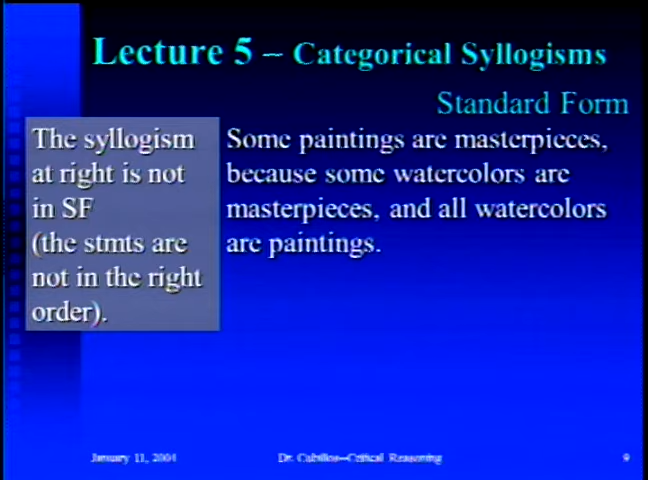 Lecture 5 – Categorical Syllogisms
Standard Form
The syllogism
at right is not
in SF
(the stmts are
not in the right
order).
Some paintings are masterpieces,
because some watercolors are
masterpieces, and all watercolors
are paintings.
January 11, 2004
Dr. Cubillos--Critical Reasoning
9